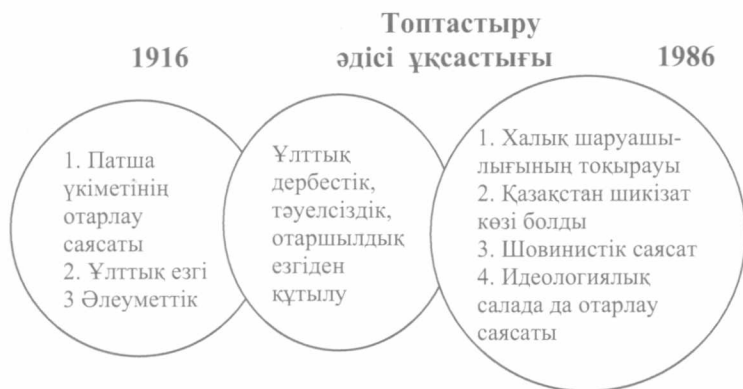 Топтастыру
1916
әдісі ұқсастығы
1986
1. Патша
үкіметінің
отарлау
саясаты
2. Ұлттық езгі
3 Әлеуметтік
Ұлттық
дербестік,
тәуелсіздік,
отаршылдық
езгіден
құтылу
1. Халық шаруашы-
лығының тоқырауы
2. Қазақстан шикізат
көзі болды
3. Шовинистік саясат
4. Идеологиялық
салада да отарлау
саясаты